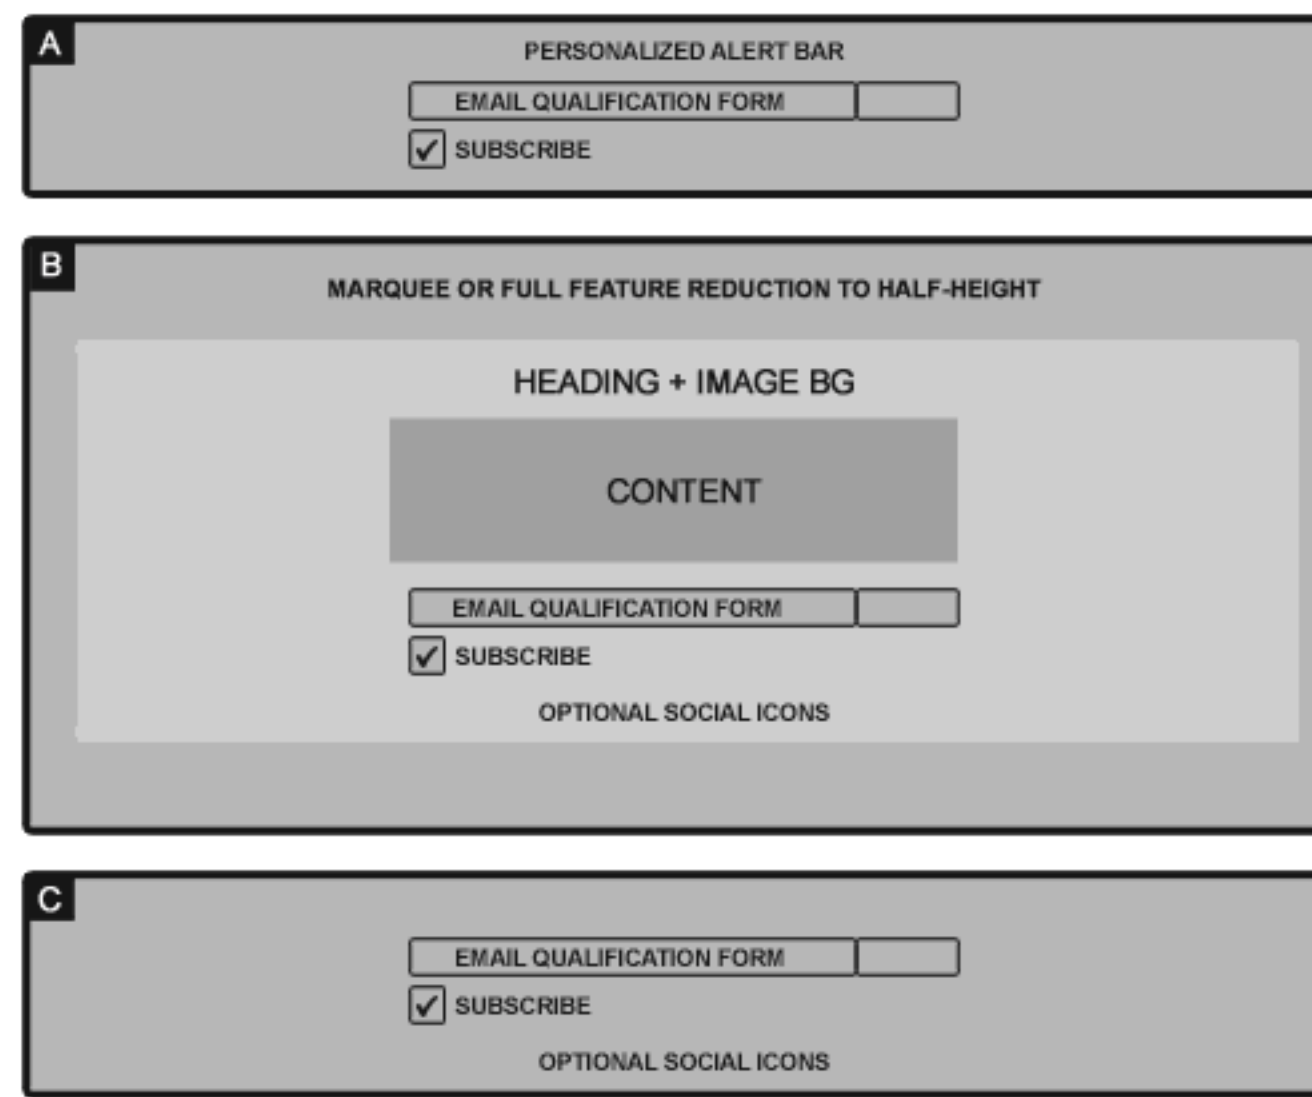 A
PERSONALIZED ALERT BAR
EMAIL QUALIFICATION FORM
SUBSCRIBE
B
MARQUEE OR FULL FEATURE REDUCTION TO HALF-HEIGHT
HEADING + IMAGE BG
CONTENT
EMAIL QUALIFICATION FORM
SUBSCRIBE
OPTIONAL SOCIAL ICONS
C
EMAIL QUALIFICATION FORM
SUBSCRIBE
OPTIONAL SOCIAL ICONS